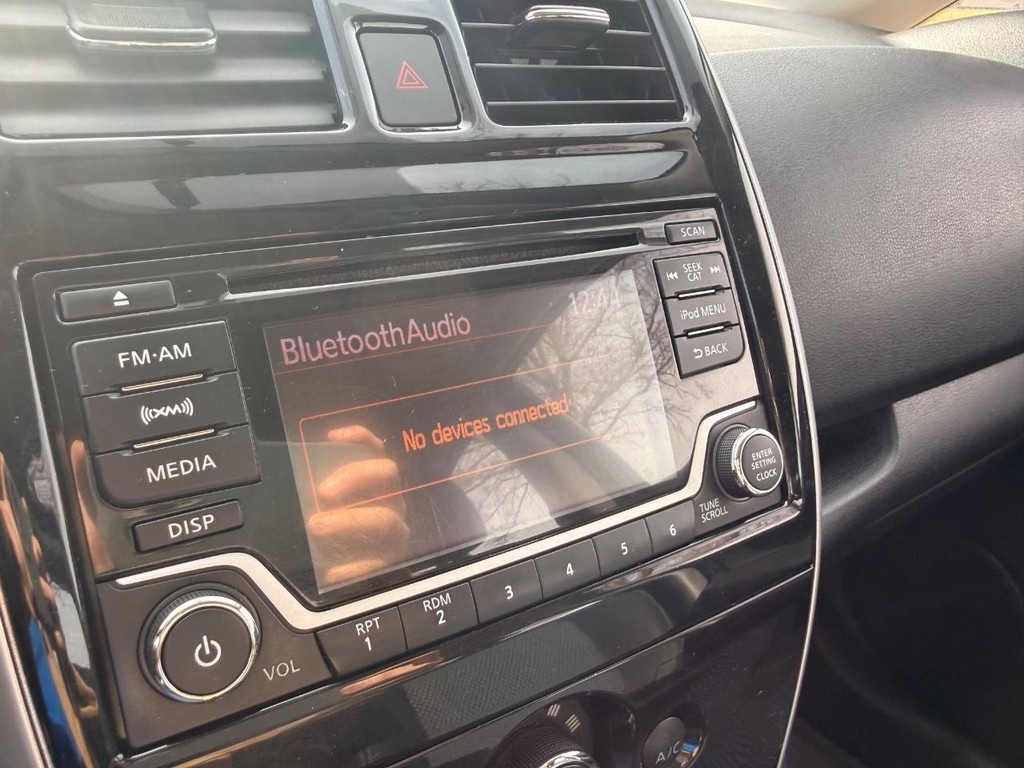 SCAN
SEEK
CAT
FM·AM
iPod MENU
BACK
XM
MEDIA
DISP
BluetoothAudio
No devices connected
ENTER
SETTING
CLOCK
TUNE
SCROLL
RPT
1
RDM
2
3
4
5
6
VOL
A/C